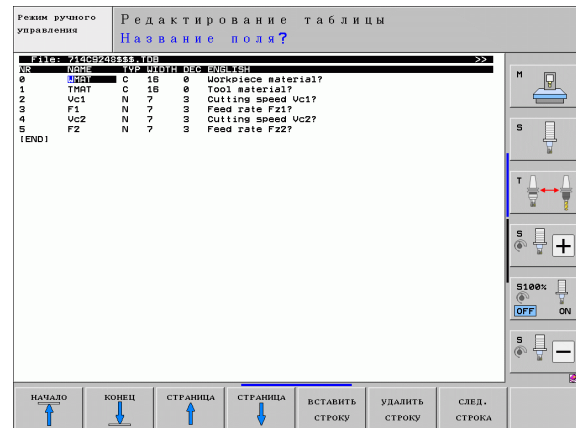 Режим ручного
управления
Редактирование таблицы
Название поля?
File: 714C9248$$$.TDB >>
NR NAME TYP WIDTH DEC ENGLISH
0 WMAT C 16 0 Workpiece material?
1 TMAT C 16 0 Tool material?
2 Vc1 N 7 3 Cutting speed Vc1?
3 F1 N 7 3 Feed rate Fz1?
4 Vc2 N 7 3 Cutting speed Vc2?
5 F2 N 7 3 Feed rate Fz2?
[END]
M
S
T
S
S100%
OFF ON
S
НАЧАЛО
КОНЕЦ
СТРАНИЦА
СТРАНИЦА
ВСТАВИТЬ
СТРОКУ
УДАЛИТЬ
СТРОКУ
СЛЕД.
СТРОКА